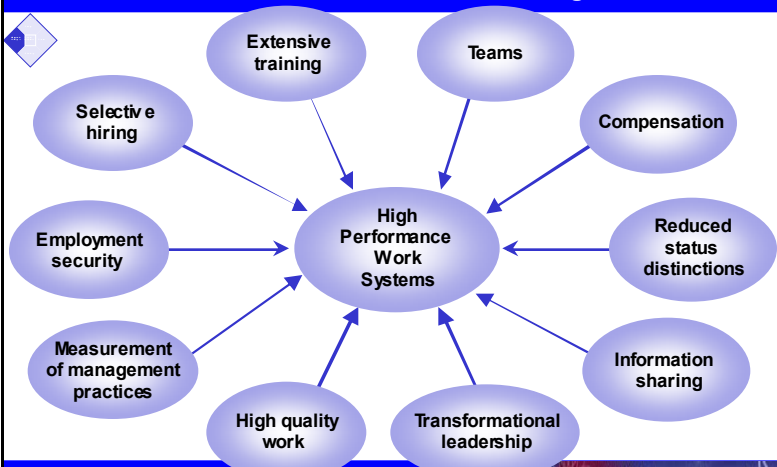 Extensive
training
Teams
Selective
hiring
Compensation
High
Performance
Work
Systems
Employment
security
Reduced
status
distinctions
Measurement
of management
practices
Information
sharing
High quality
work
Transformational
leadership